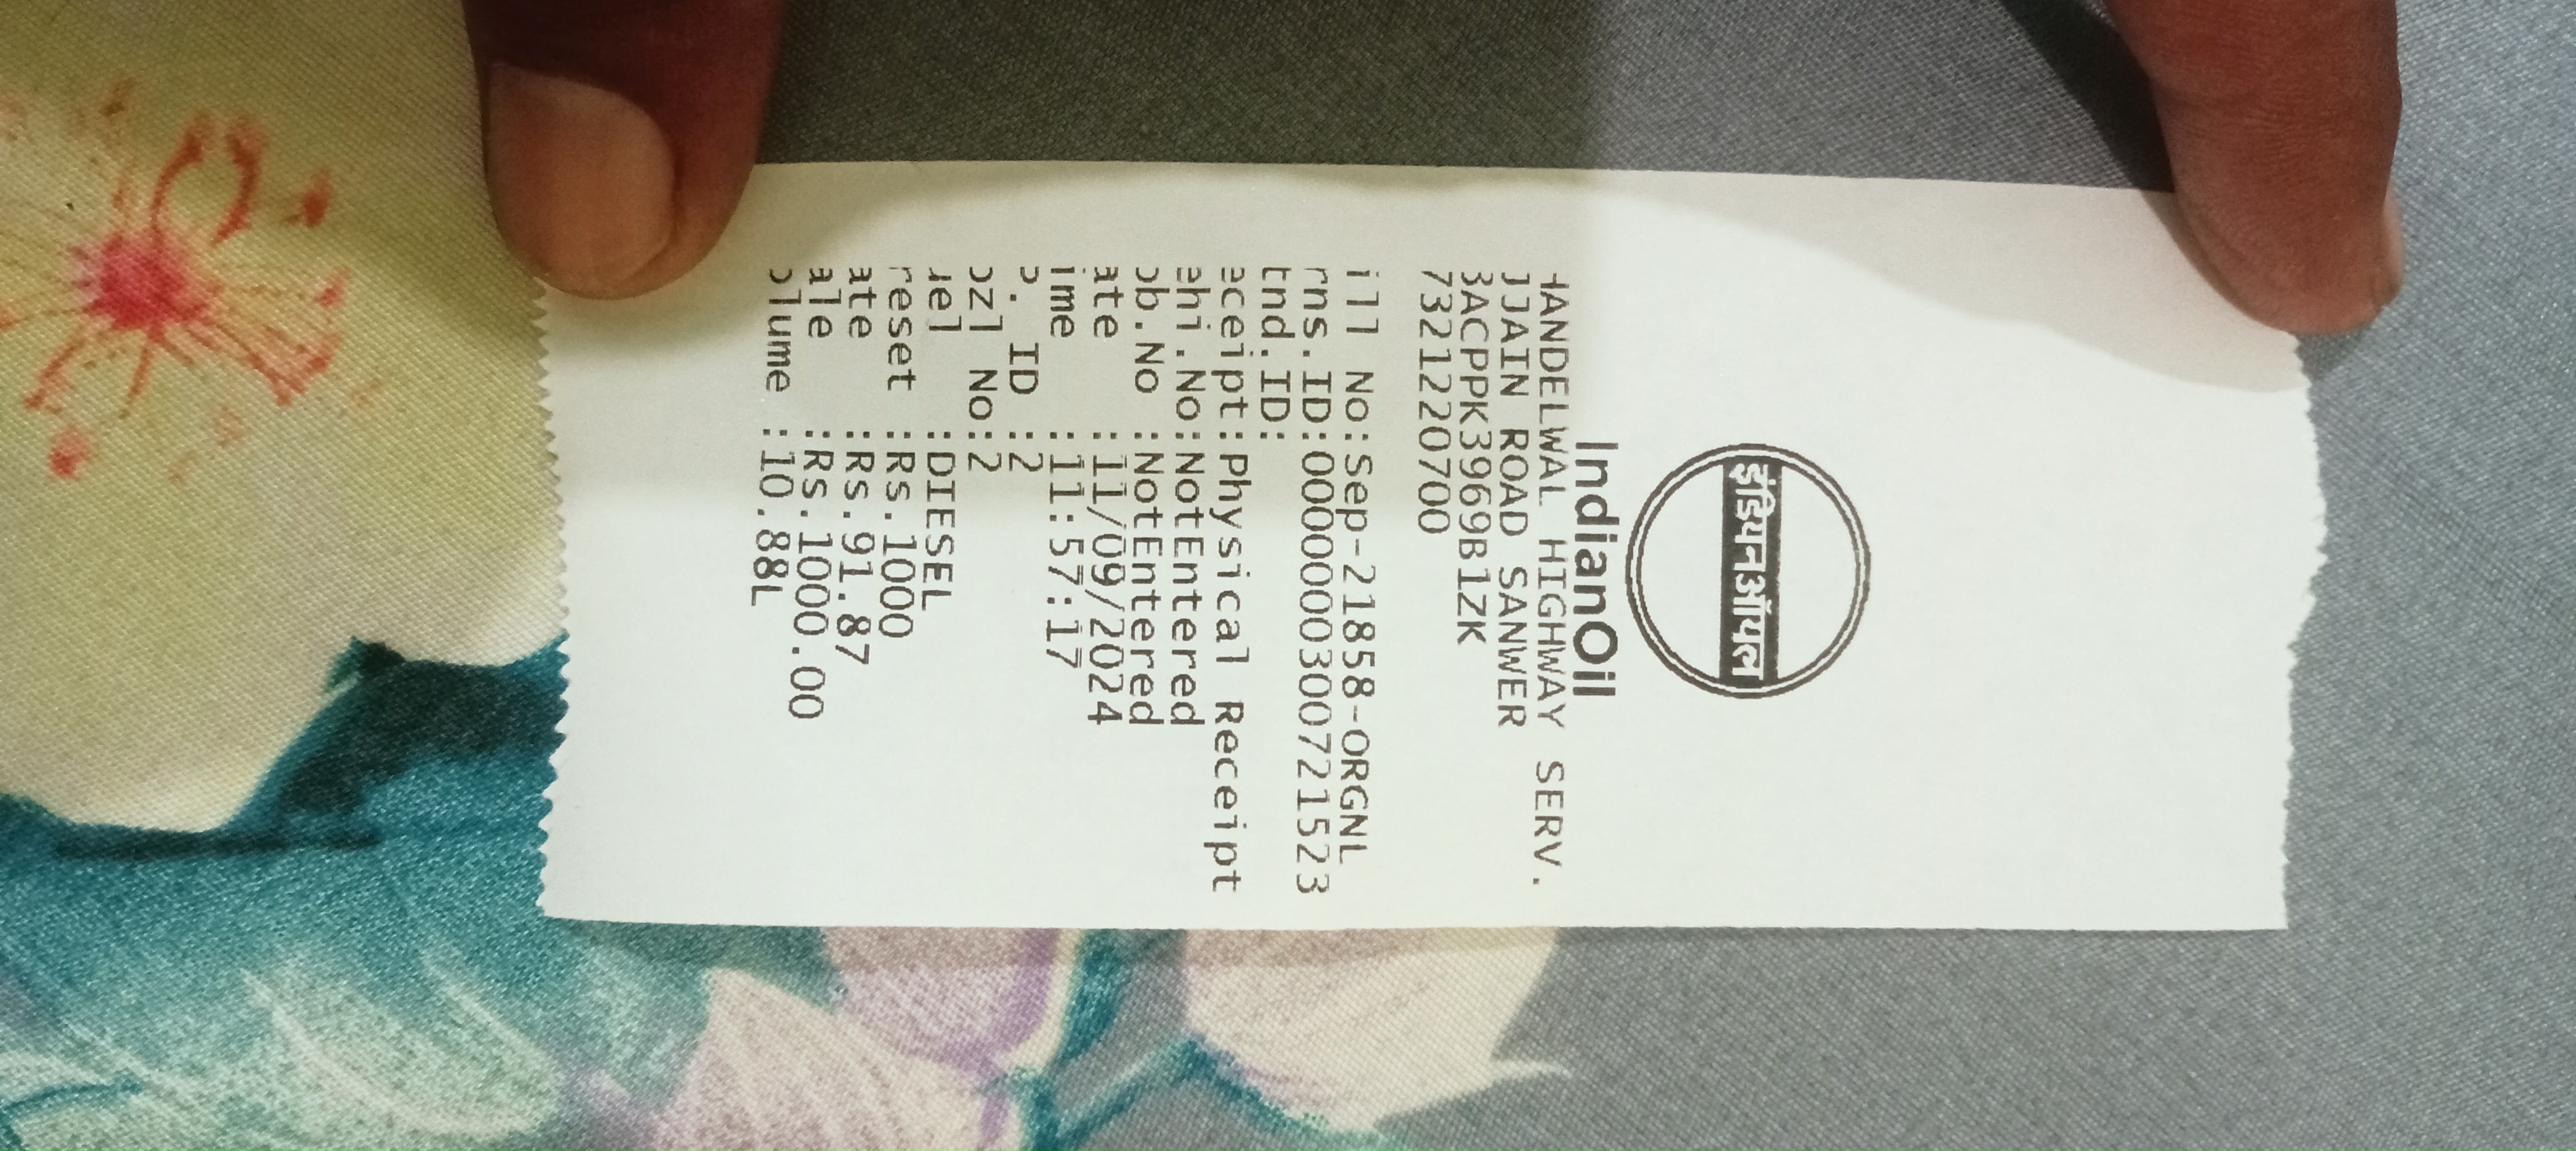 इंडियनऑयल
IndianOil
HANDELWAL HIGHWAY SERV.
JJAIN ROAD SANWER
3ACPPK3969B1ZK
7321220700
ill No:Sep-21858-ORGNL
rns.ID:0000000300721523
tnd.ID:
eceipt:Physical Receipt
ehi.No:NotEntered
ob.No :NotEntered
ate :11/09/2024
ime :11:57:17
p. ID :2
ozl No:2
uel :DIESEL
reset :Rs.1000
ate :Rs.91.87
ale :Rs.1000.00
olume :10.88L